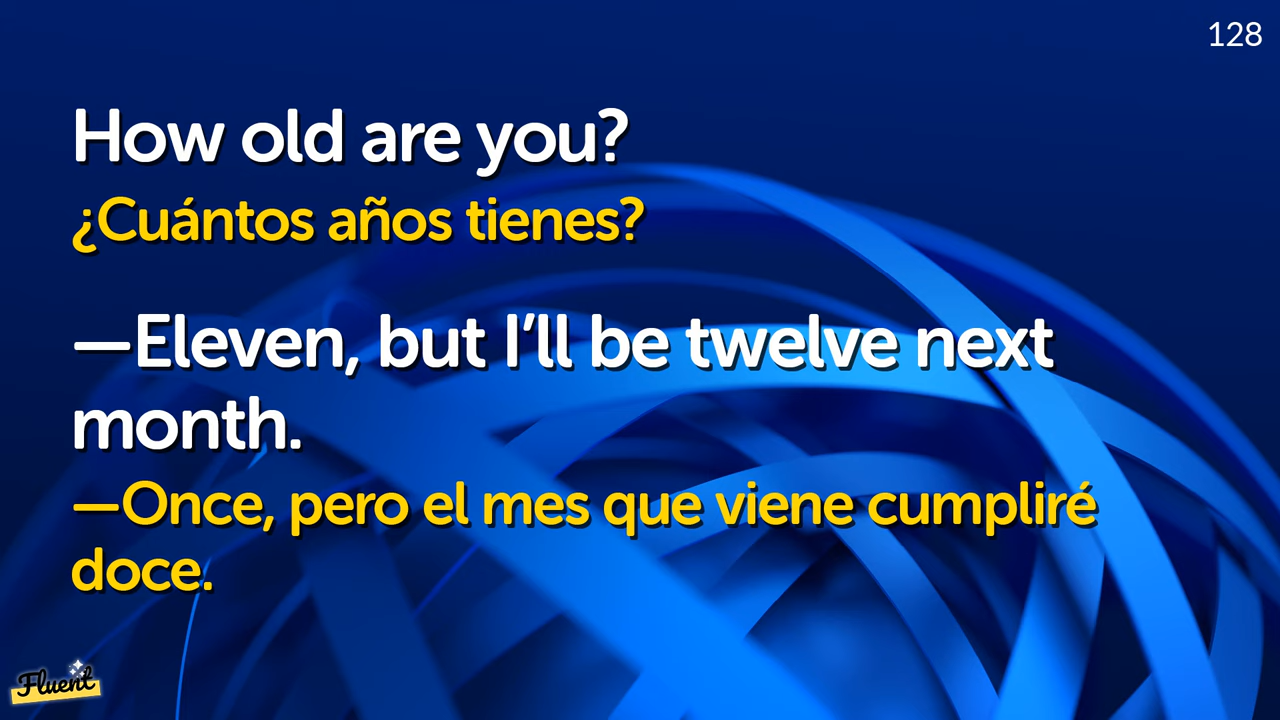 128
How old are you?
¿Cuántos años tienes?
—Eleven, but I’ll be twelve next
month.
—Once, pero el mes que viene cumpliré
doce.
Fluent